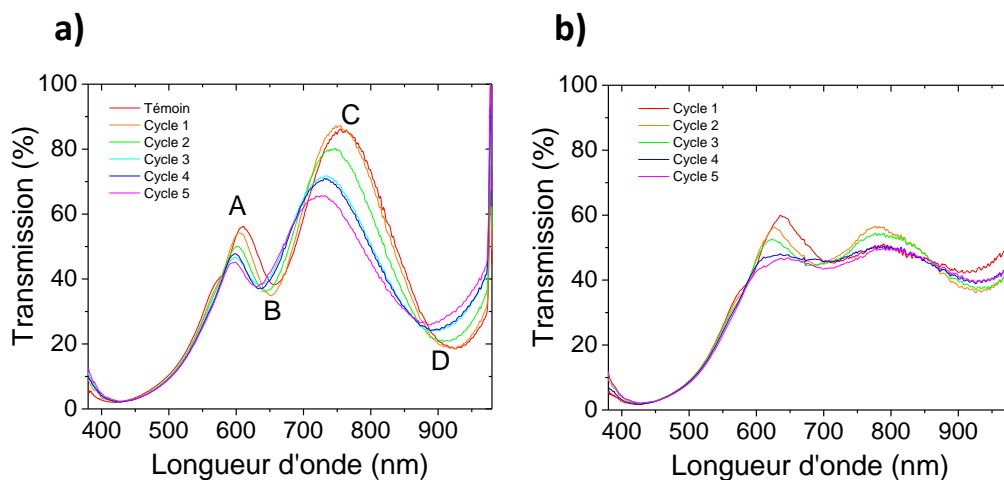 a)
100
80
60
40
20
0
Transmission (%)
Témoin
Cycle 1
Cycle 2
Cycle 3
Cycle 4
Cycle 5
A
B
C
D
400 500 600 700 800 900
Longueur d'onde (nm)
b)
100
80
60
40
20
0
Transmission (%)
Cycle 1
Cycle 2
Cycle 3
Cycle 4
Cycle 5
400 500 600 700 800 900
Longueur d'onde (nm)